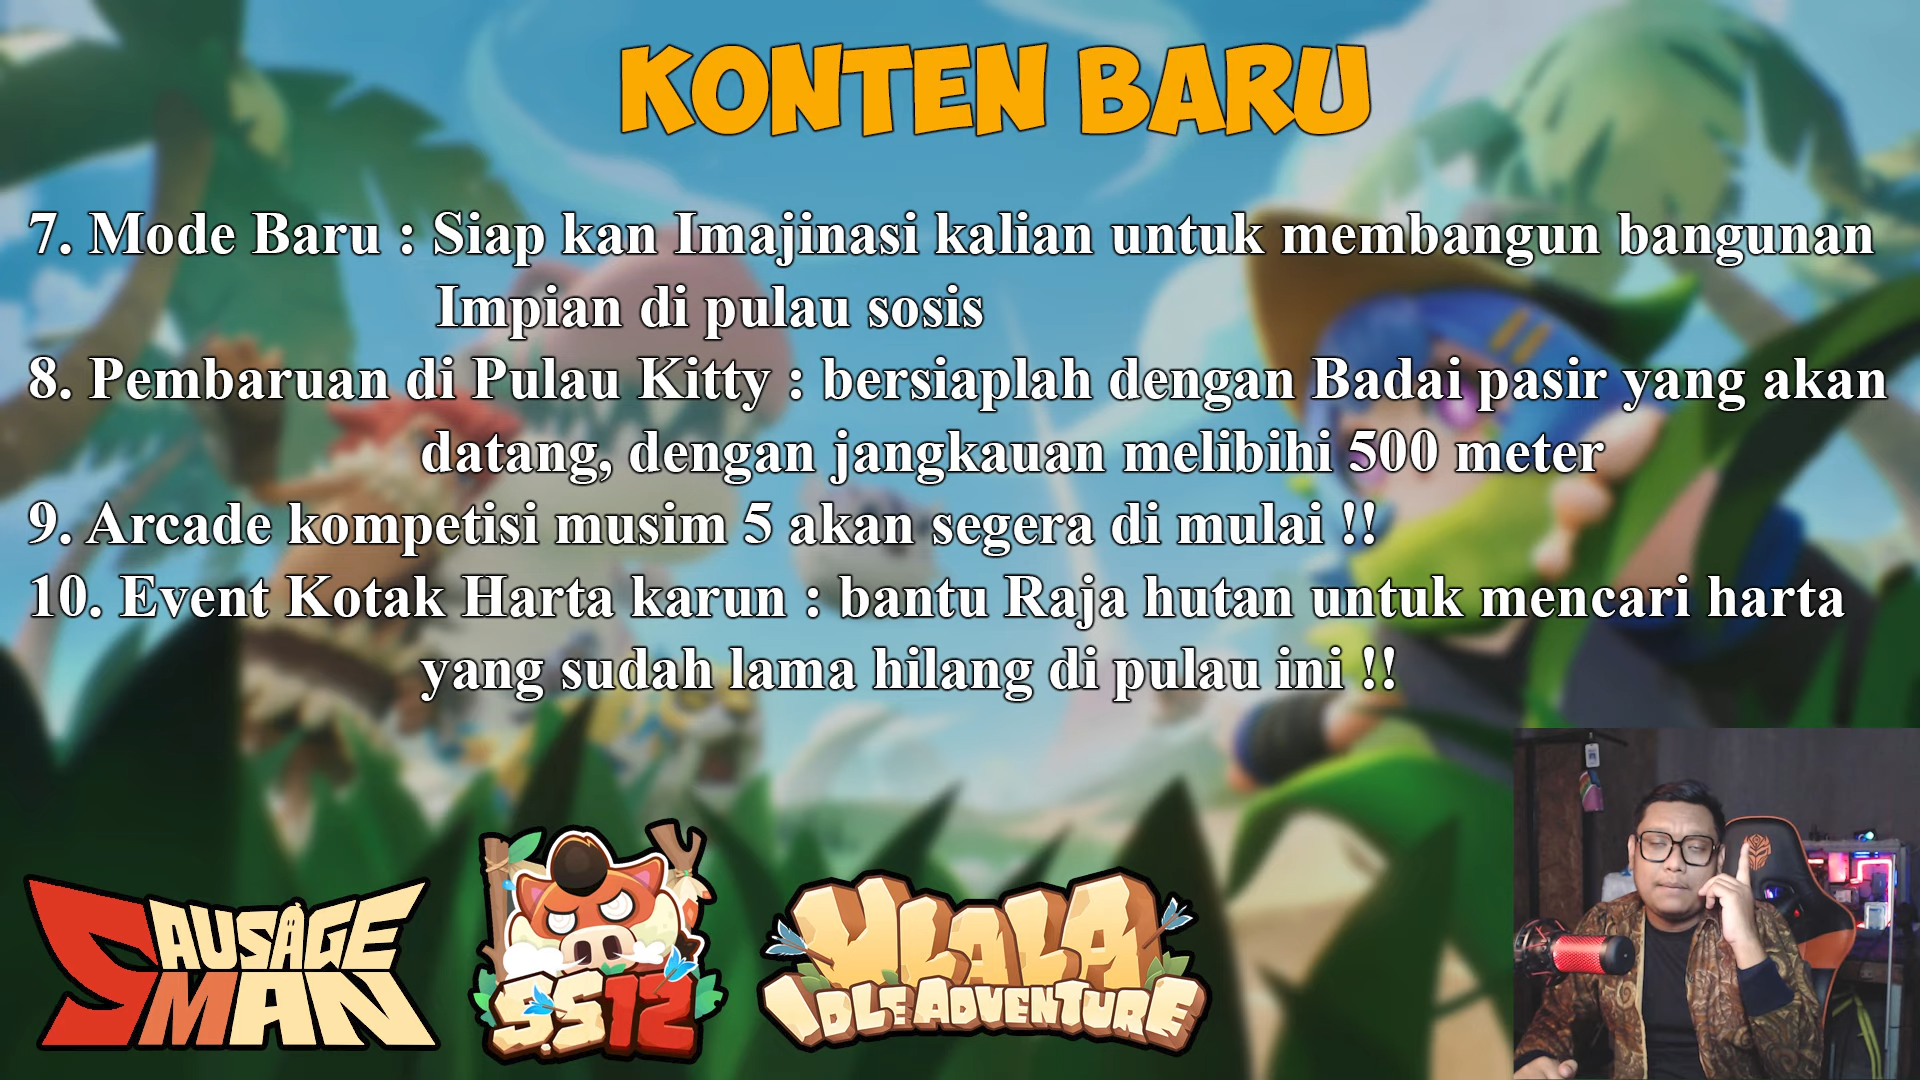 KONTEN BARU
7. Mode Baru : Siap kan Imajinasi kalian untuk membangun bangunan
Impian di pulau sosis
8. Pembaruan di Pulau Kitty : bersiaplah dengan Badai pasir yang akan
datang, dengan jangkauan melibihi 500 meter
9. Arcade kompetisi musim 5 akan segera di mulai !!
10. Event Kotak Harta karun : bantu Raja hutan untuk mencari harta
yang sudah lama hilang di pulau ini !!
SAUSAGE
MAN
SS12
ULALA
IDLE ADVENTURE